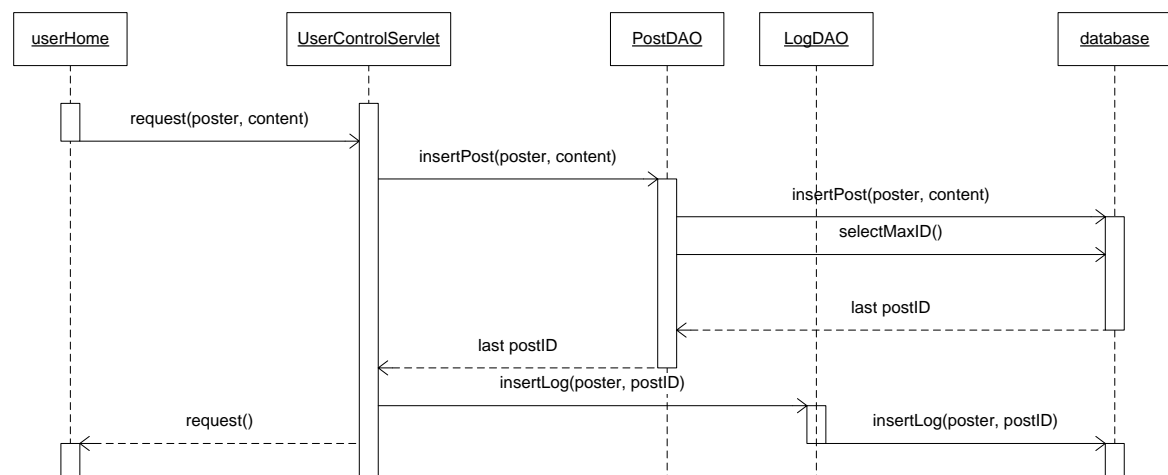 userHome
UserControlServlet
PostDAO
LogDAO
database
request(poster, content)
insertPost(poster, content)
insertPost(poster, content)
selectMaxID()
last postID
last postID
insertLog(poster, postID)
request()
insertLog(poster, postID)